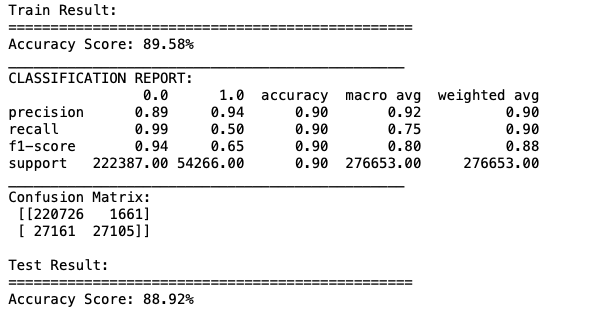 Train Result:
================================================
Accuracy Score: 89.58%
_______________________________________________
CLASSIFICATION REPORT:
0.0 1.0 accuracy macro avg weighted avg
precision 0.89 0.94 0.90 0.92 0.90
recall 0.99 0.50 0.90 0.75 0.90
f1-score 0.94 0.65 0.90 0.80 0.88
support 222387.00 54266.00 0.90 276653.00 276653.00
_______________________________________________
Confusion Matrix:
[[220726 1661]
[ 27161 27105]]
Test Result:
================================================
Accuracy Score: 88.92%